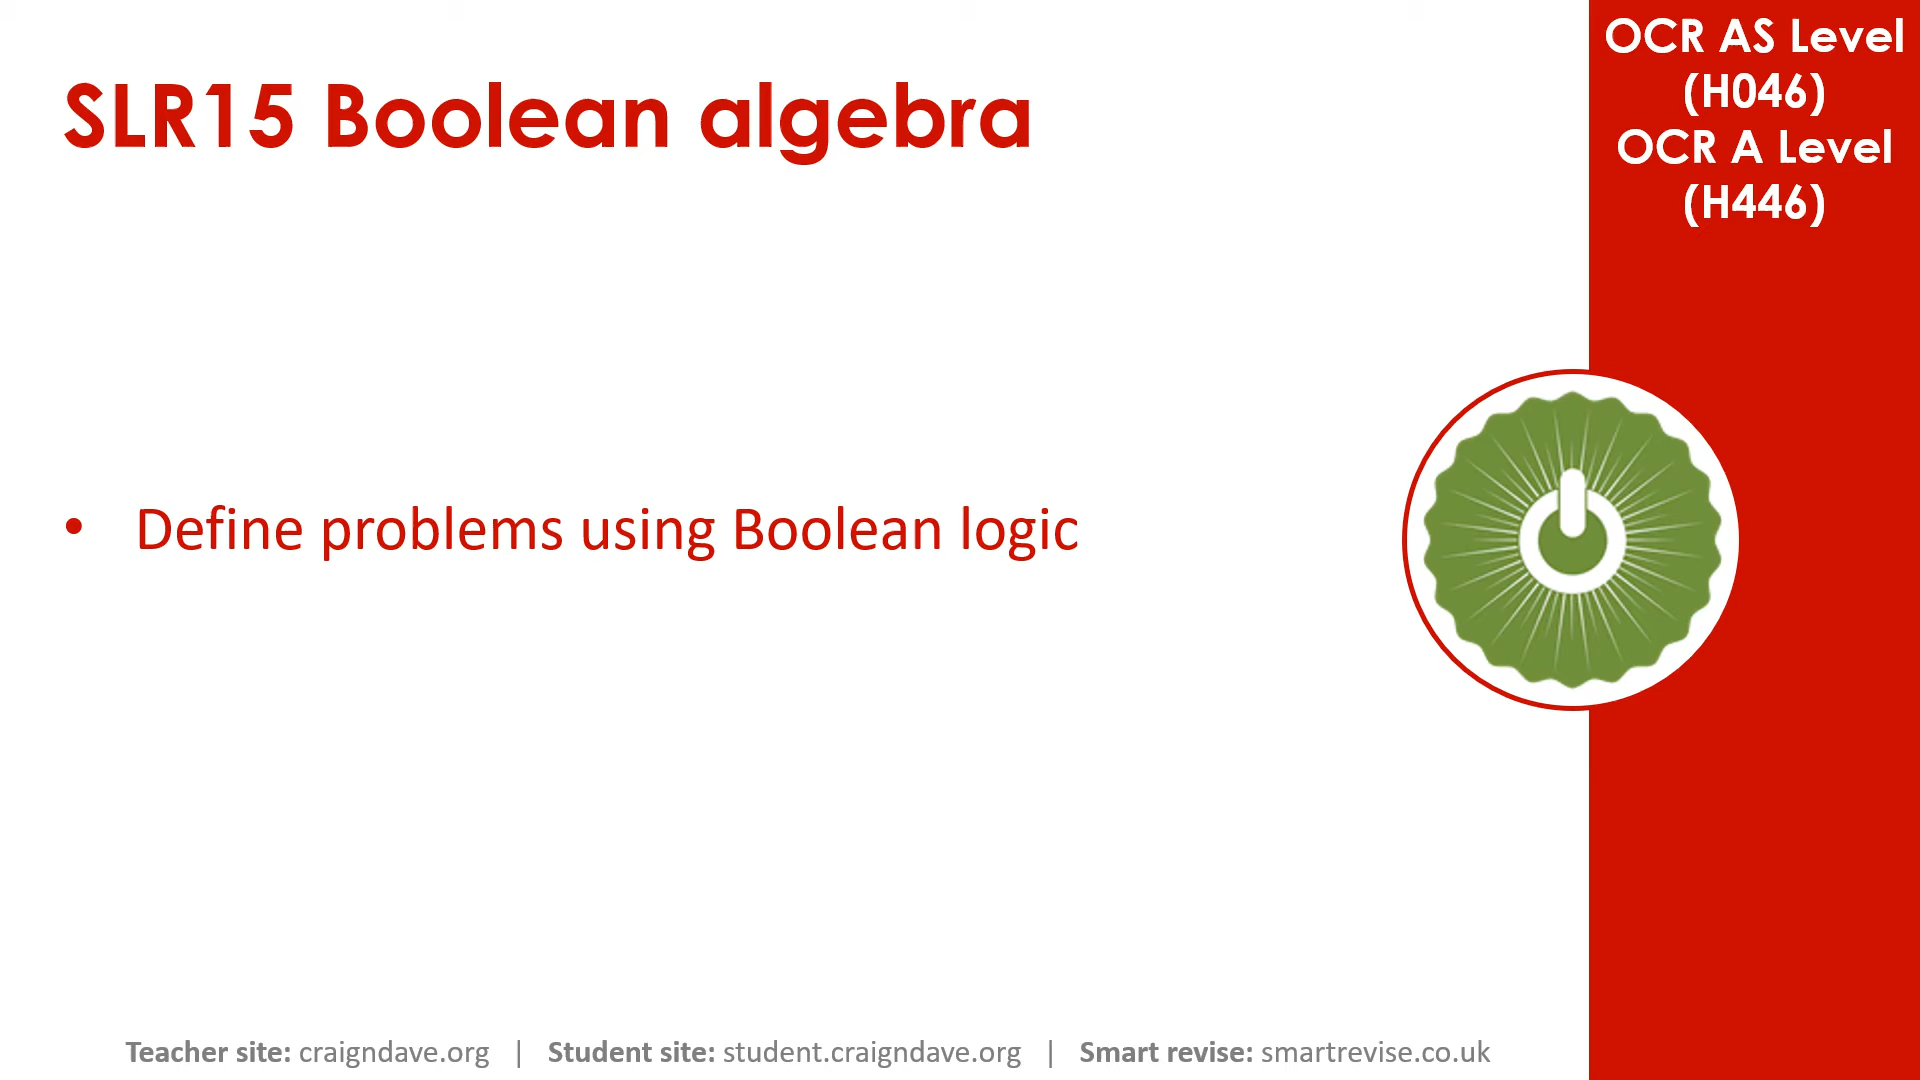 SLR15 Boolean algebra
OCR AS Level
(H046)
OCR A Level
(H446)
• Define problems using Boolean logic
Teacher site: craigndave.org | Student site: student.craigndave.org | Smart revise: smartrevise.co.uk